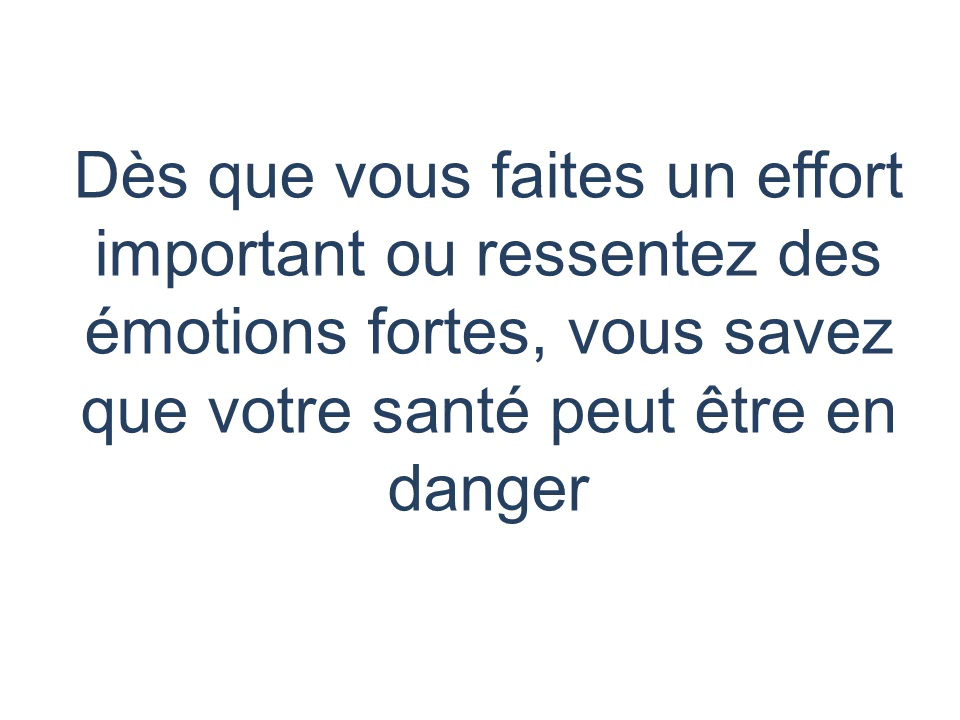 Dès que vous faites un effort
important ou ressentez des
émotions fortes, vous savez
que votre santé peut être en
danger